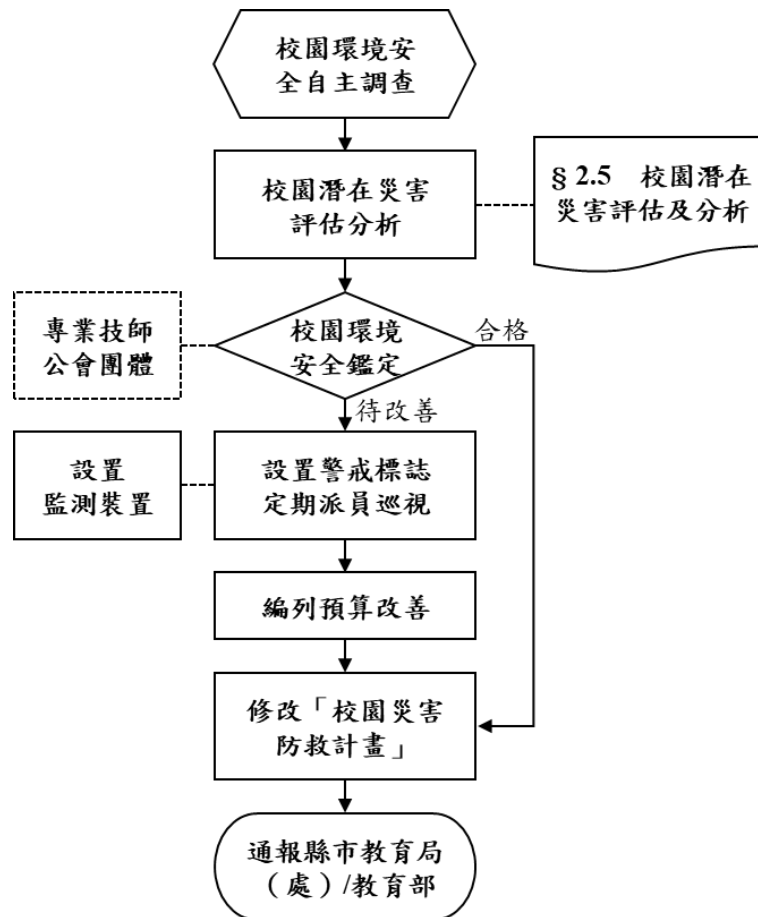 校園環境安
全自主調查
校園潛在災害
評估分析
§ 2.5 校園潛在
災害評估及分析
專業技師
公會團體
校園環境
安全鑑定
合格
待改善
設置
監測裝置
設置警戒標誌
定期派員巡視
編列預算改善
修改「校園災害
防救計畫」
通報縣市教育局
（處）/教育部